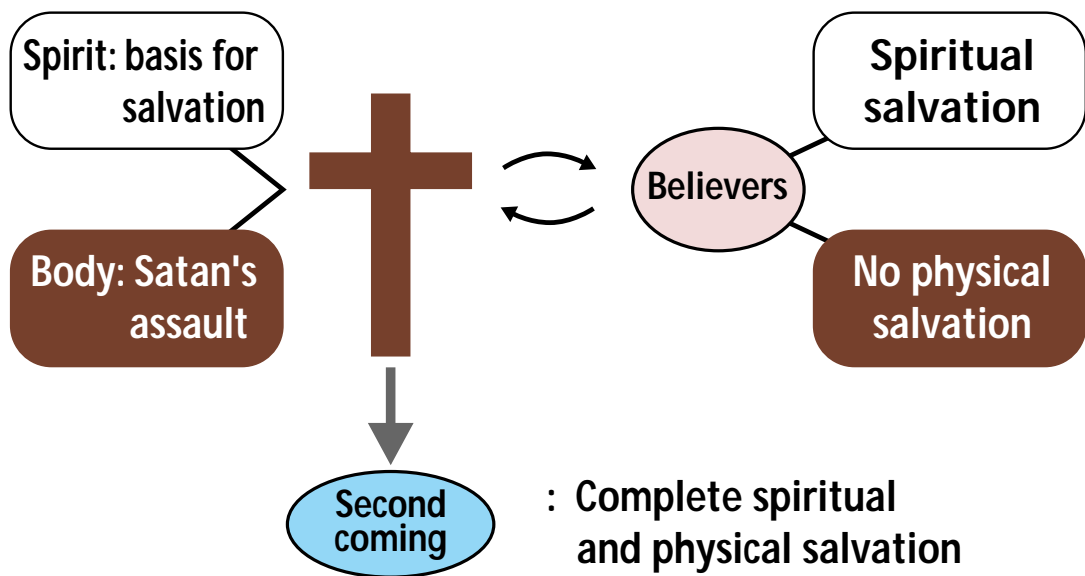 Spirit: basis for
salvation
Spiritual
salvation
Believers
Body: Satan's
assault
No physical
salvation
Second
coming
: Complete spiritual
and physical salvation